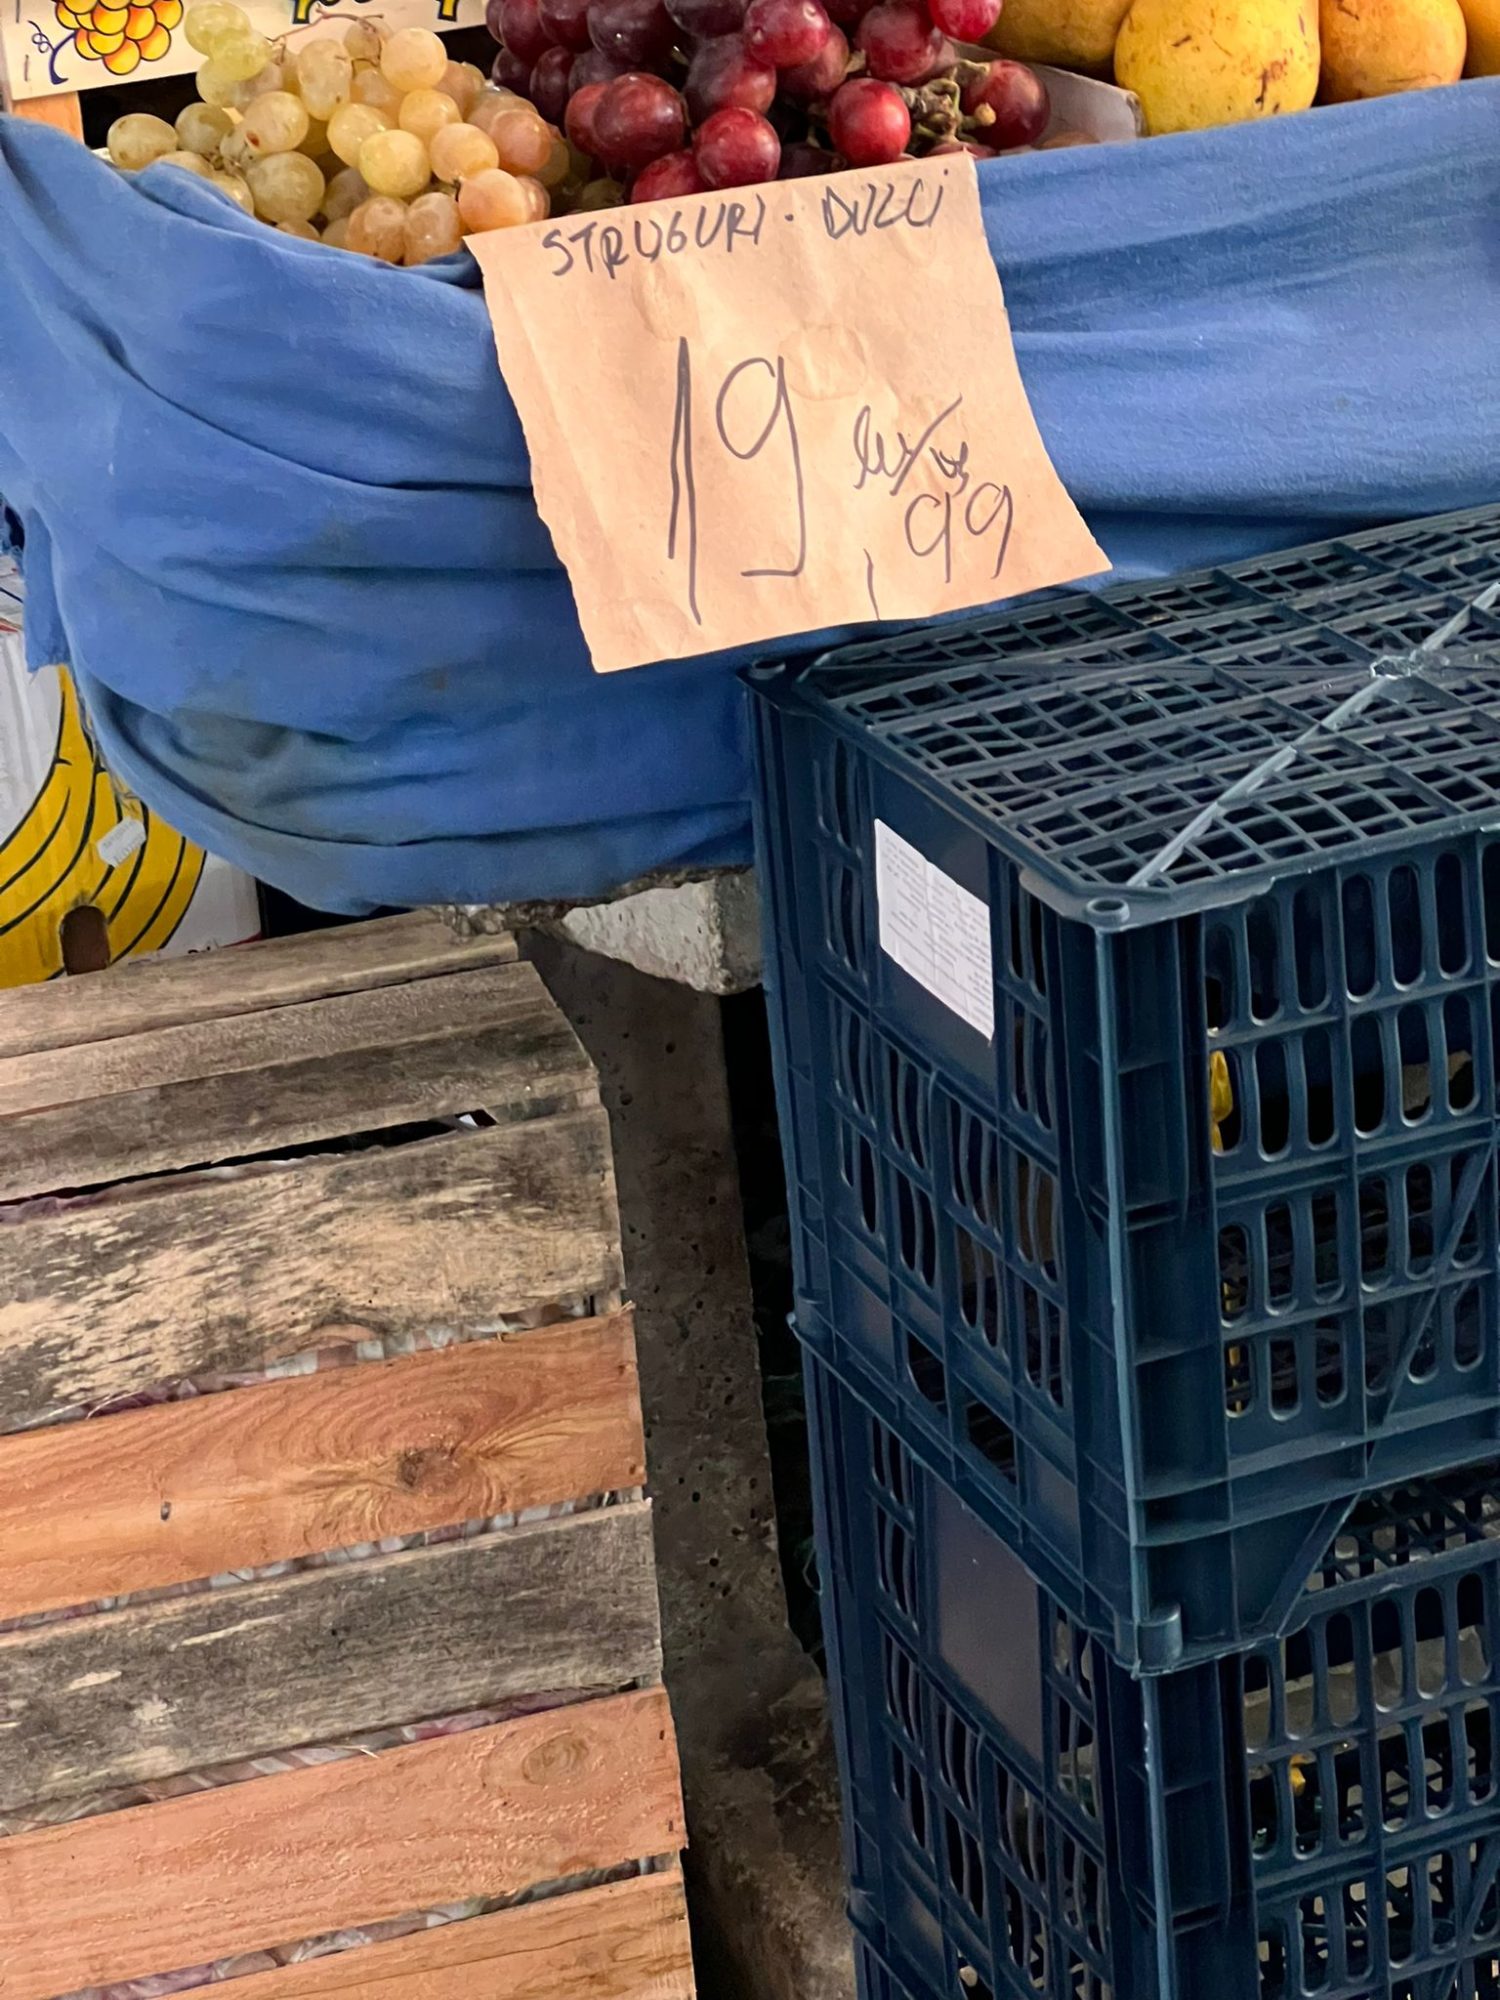 STRUGURI. DULCI
19,99
lei/kg